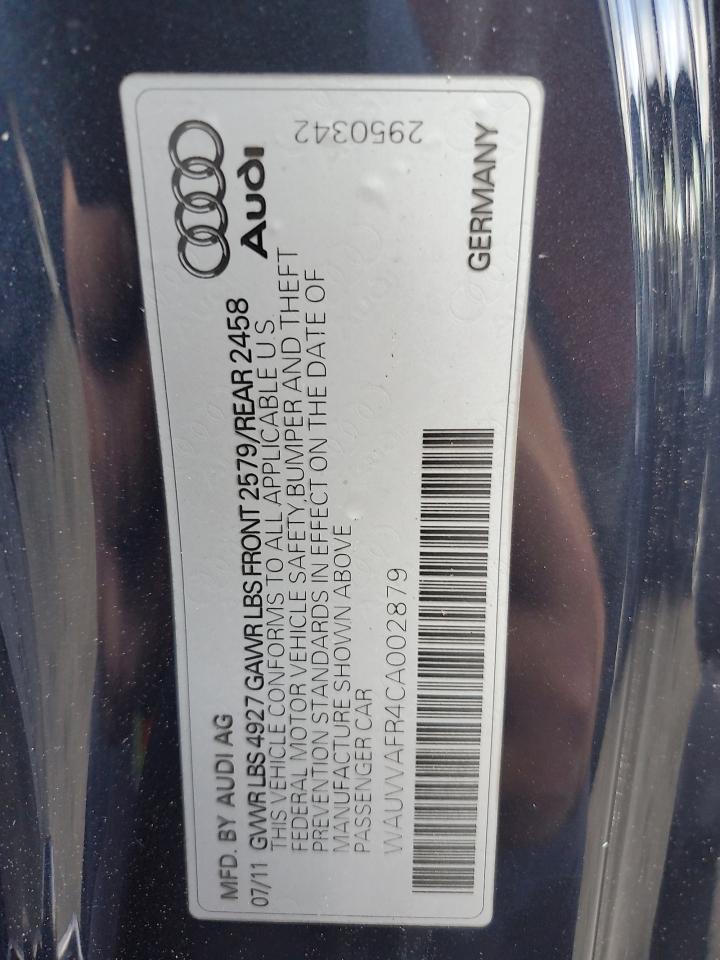 MFD. BY AUDI AG
Audi
07/11 GVWR LBS 4927 GAWR LBS FRONT 2579/REAR 2458
THIS VEHICLE CONFORMS TO ALL APPLICABLE U.S.
FEDERAL MOTOR VEHICLE SAFETY, BUMPER AND THEFT
PREVENTION STANDARDS IN EFFECT ON THE DATE OF
MANUFACTURE SHOWN ABOVE
PASSENGER CAR
WAUVVAFR4CA002879
GERMANY
2950342